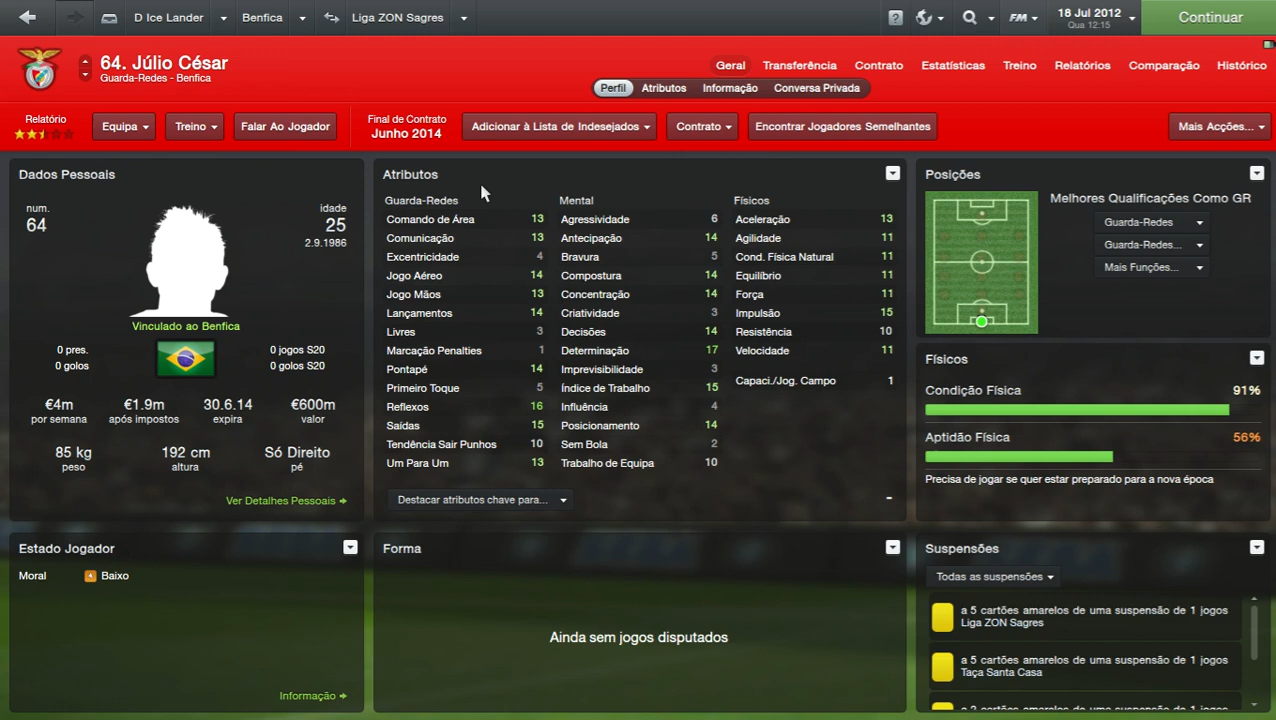 D Ice Lander
Benfica
Liga ZON Sagres
?
FM
18 Jul 2012
Qua 12:15
Continuar
64. Júlio César
Guarda-Redes - Benfica
Geral
Transferência
Contrato
Estatísticas
Treino
Relatórios
Comparação
Histórico
Perfil
Atributos
Informação
Conversa Privada
Relatório
Equipa
Treino
Falar Ao Jogador
Final de Contrato
Junho 2014
Adicionar à Lista de Indesejados
Contrato
Encontrar Jogadores Semelhantes
Mais Acções...
Dados Pessoais
num.
64
idade
25
2.9.1986
Vinculado ao Benfica
0 pres.
0 golos
0 jogos S20
0 golos S20
€4m
por semana
€1.9m
após impostos
30.6.14
expira
€600m
valor
85 kg
peso
192 cm
altura
Só Direito
pé
Ver Detalhes Pessoais
Atributos
Guarda-Redes
Comando de Área 13
Comunicação 13
Excentricidade 4
Jogo Aéreo 14
Jogo Mãos 13
Lançamentos 14
Livres 3
Marcação Penalties 1
Pontapé 14
Primeiro Toque 5
Reflexos 16
Saídas 15
Tendência Sair Punhos 10
Um Para Um 13
Mental
Agressividade 6
Antecipação 14
Bravura 5
Compostura 14
Concentração 14
Criatividade 3
Decisões 14
Determinação 17
Imprevisibilidade 3
Índice de Trabalho 15
Influência 4
Posicionamento 14
Sem Bola 2
Trabalho de Equipa 10
Físicos
Aceleração 13
Agilidade 11
Cond. Física Natural 11
Equilíbrio 11
Força 11
Impulsão 15
Resistência 10
Velocidade 11
Capaci./Jog. Campo 1
Destacar atributos chave para...
-
Posições
Melhores Qualificações Como GR
Guarda-Redes
Guarda-Redes...
Mais Funções...
Físicos
Condição Física 91%
Aptidão Física 56%
Precisa de jogar se quer estar preparado para a nova época
Estado Jogador
Moral Baixo
Informação
Forma
Ainda sem jogos disputados
Suspensões
Todas as suspensões
a 5 cartões amarelos de uma suspensão de 1 jogos
Liga ZON Sagres
a 5 cartões amarelos de uma suspensão de 1 jogos
Taça Santa Casa